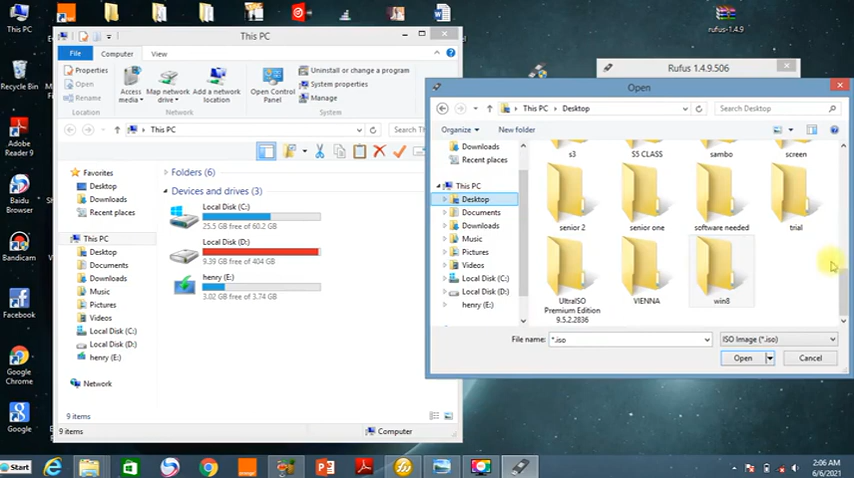 This PC
Recycle Bin
Adobe Reader 9
Baidu Browser
Bandicam
Facebook
Google Chrome
Google
rufus-1.4.9
This PC
File
Computer
View
Properties
Open
Rename
Location
Access media
Map network drive
Add a network location
Network
Open Control Panel
Uninstall or change a program
System properties
Manage
System
This PC
Search Th
Favorites
Desktop
Downloads
Recent places
This PC
Desktop
Documents
Downloads
Music
Pictures
Videos
Local Disk (C:)
Local Disk (D:)
henry (E:)
Network
Folders (6)
Devices and drives (3)
Local Disk (C:)
25.5 GB free of 60.2 GB
Local Disk (D:)
9.39 GB free of 404 GB
henry (E:)
3.02 GB free of 3.74 GB
9 items
9 items
Computer
Rufus 1.4.9.506
Open
This PC
Desktop
Search Desktop
Organize
New folder
Downloads
Recent places
This PC
Desktop
Documents
Downloads
Music
Pictures
Videos
Local Disk (C:)
Local Disk (D:)
henry (E:)
s3
S5 CLASS
sambo
screen
senior 2
senior one
software needed
trial
UltraISO Premium Edition 9.5.2.2836
VIENNA
win8
File name:
*.iso
ISO Image (*.iso)
Open
Cancel
Start
2:06 AM
6/6/2021